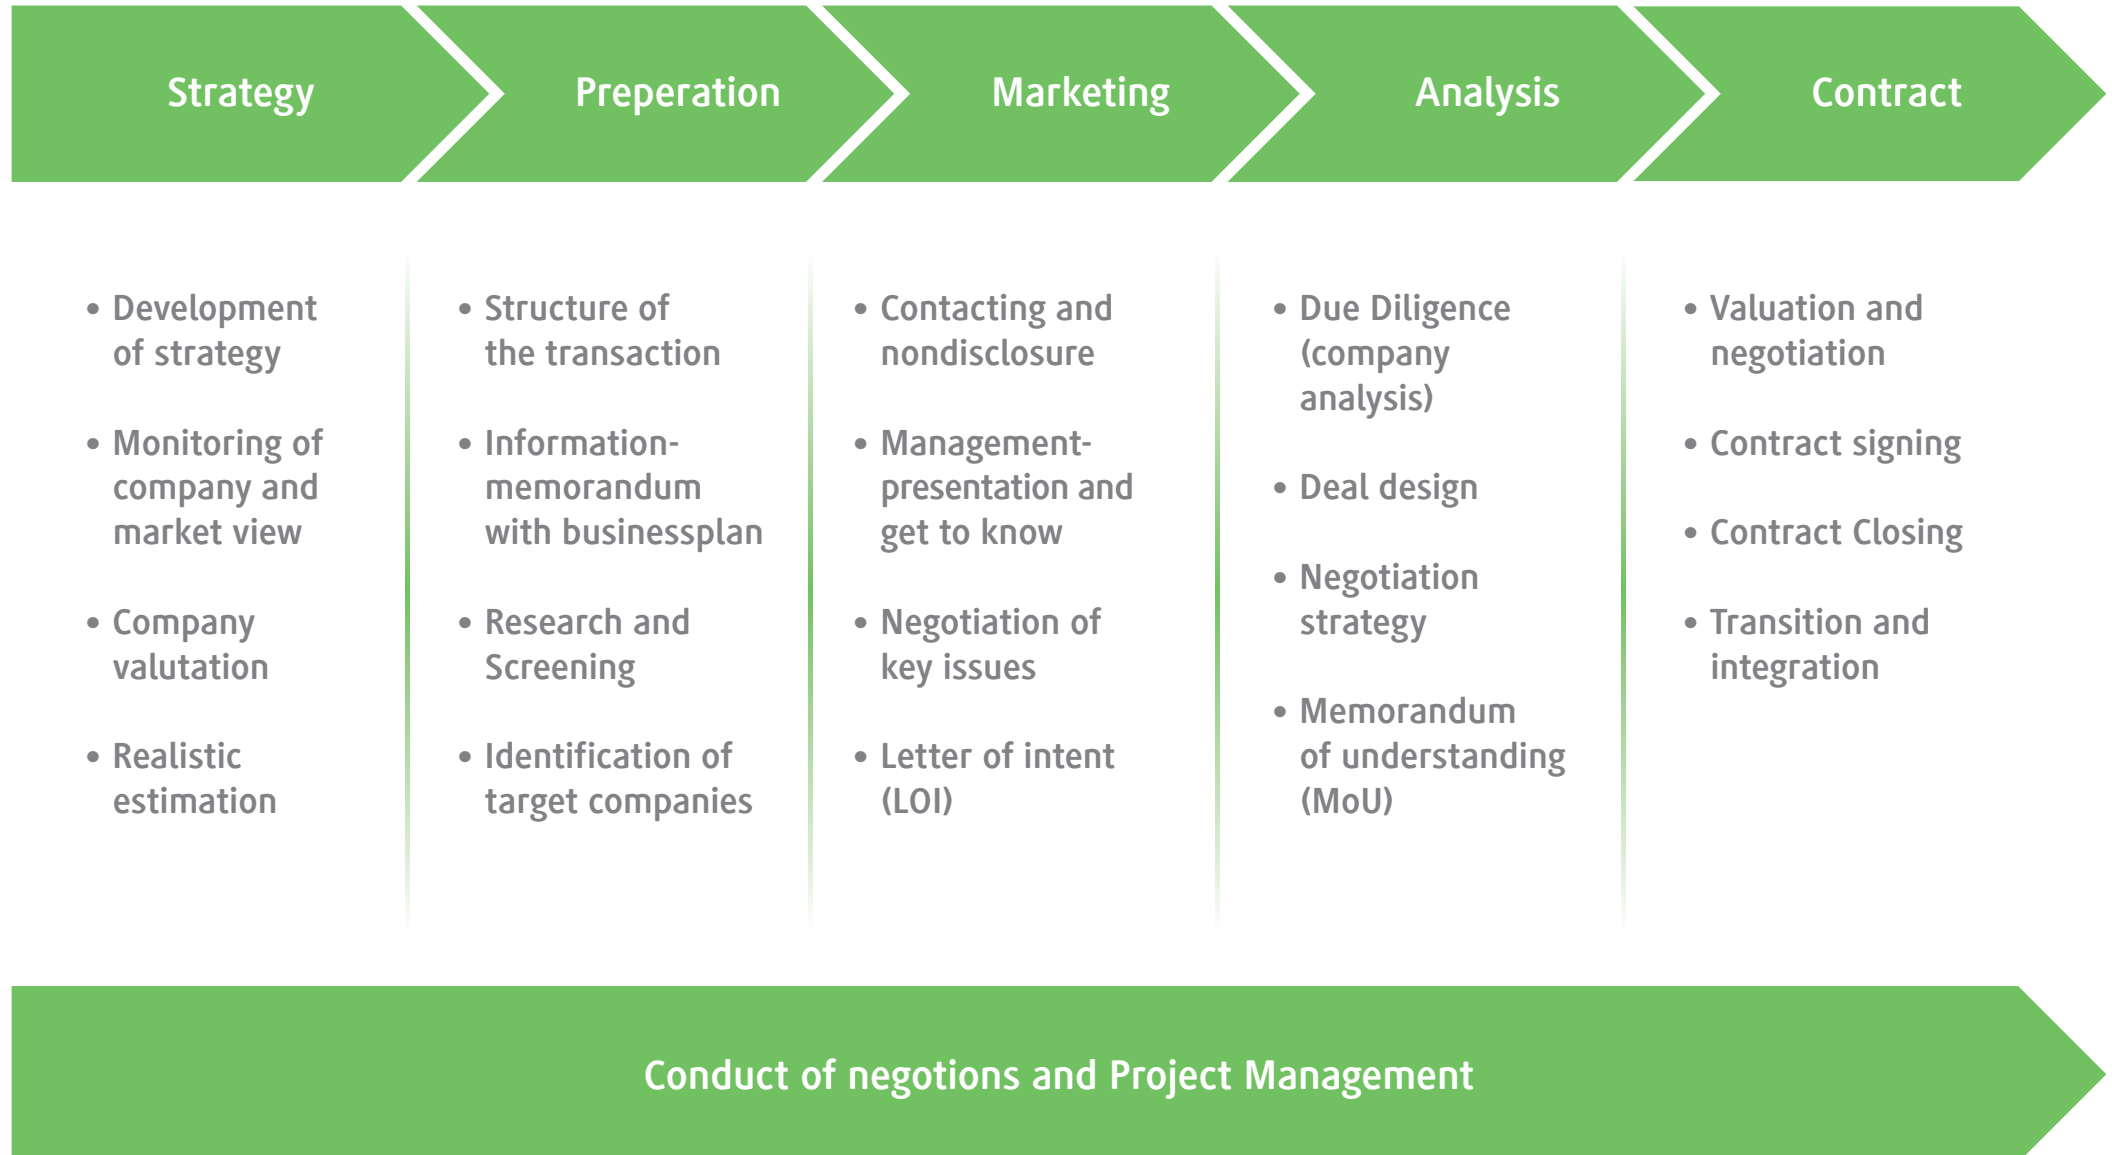 Strategy
Preperation
Marketing
Analysis
Contract
• Development
of strategy
• Monitoring of
company and
market view
• Company
valutation
• Realistic
estimation
• Structure of
the transaction
• Information-
memorandum
with businessplan
• Research and
Screening
• Identification of
target companies
• Contacting and
nondisclosure
• Management-
presentation and
get to know
• Negotiation of
key issues
• Letter of intent
(LOI)
• Due Diligence
(company
analysis)
• Deal design
• Negotiation
strategy
• Memorandum
of understanding
(MoU)
• Valuation and
negotiation
• Contract signing
• Contract Closing
• Transition and
integration
Conduct of negotions and Project Management